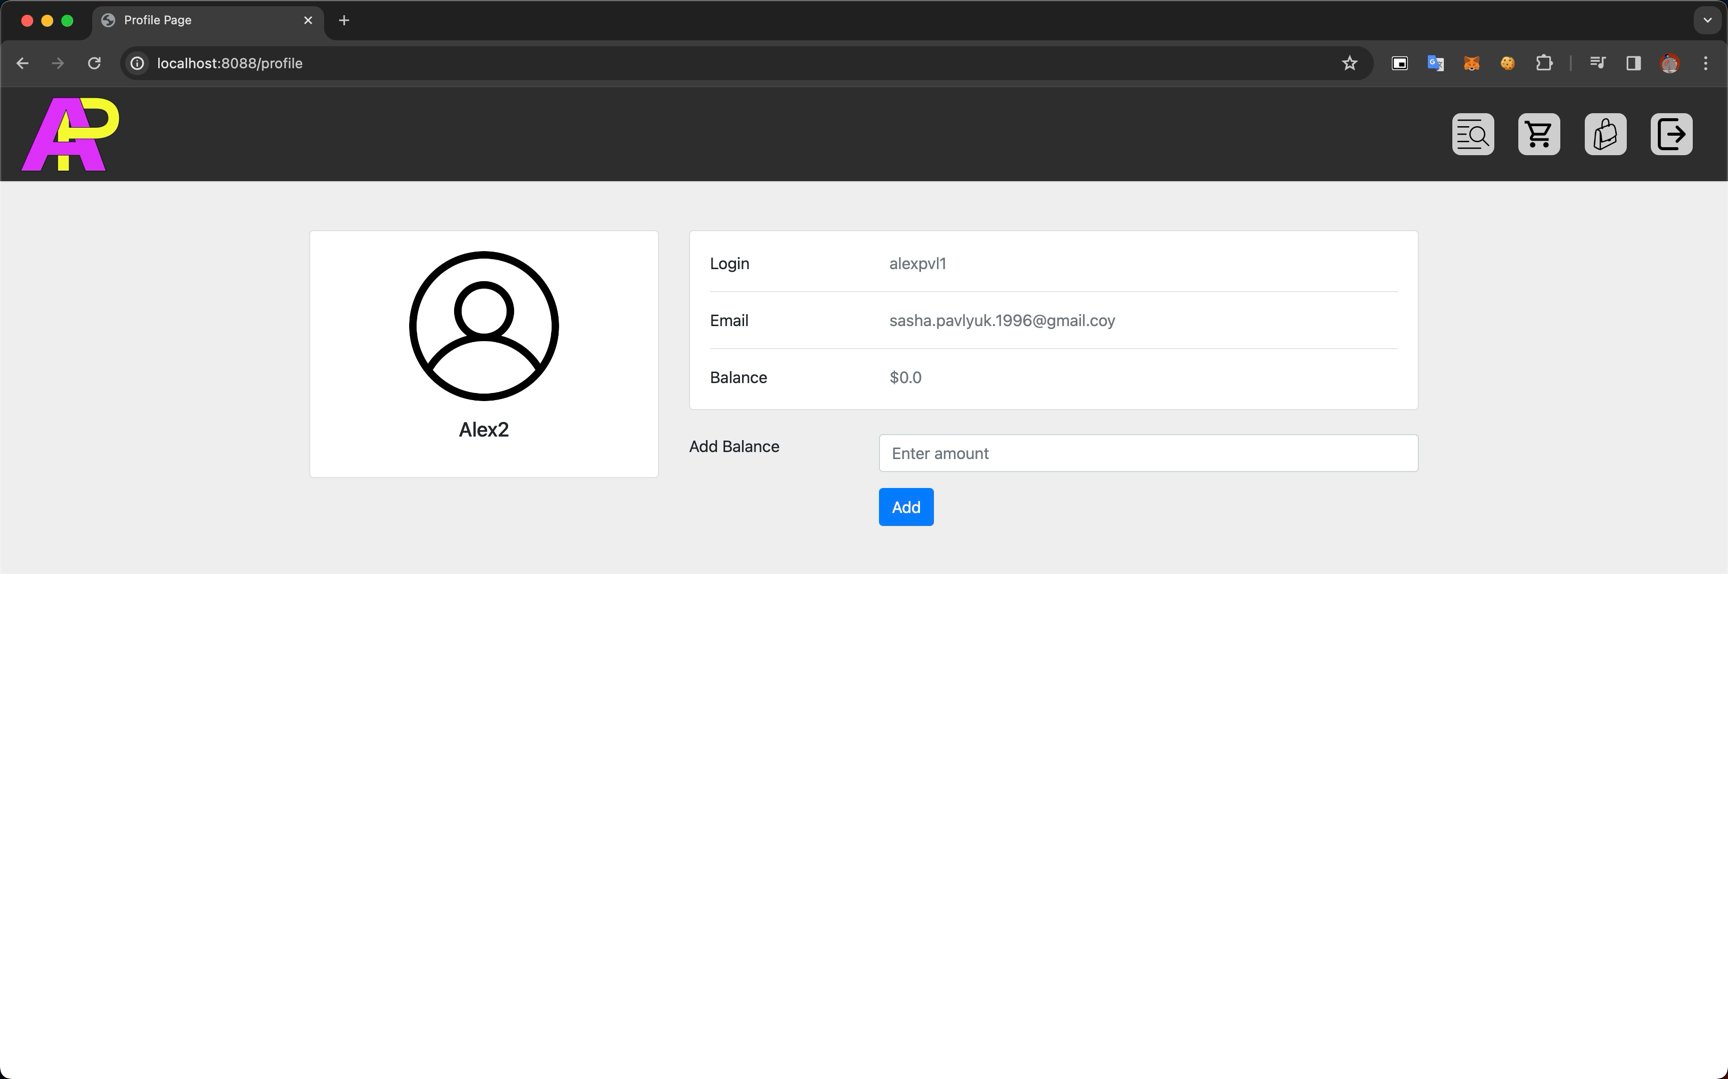 Profile Page
localhost:8088/profile
AP
Login alexpvl1
Email sasha.pavlyuk.1996@gmail.coy
Balance $0.0
Alex2
Add Balance Enter amount
Add